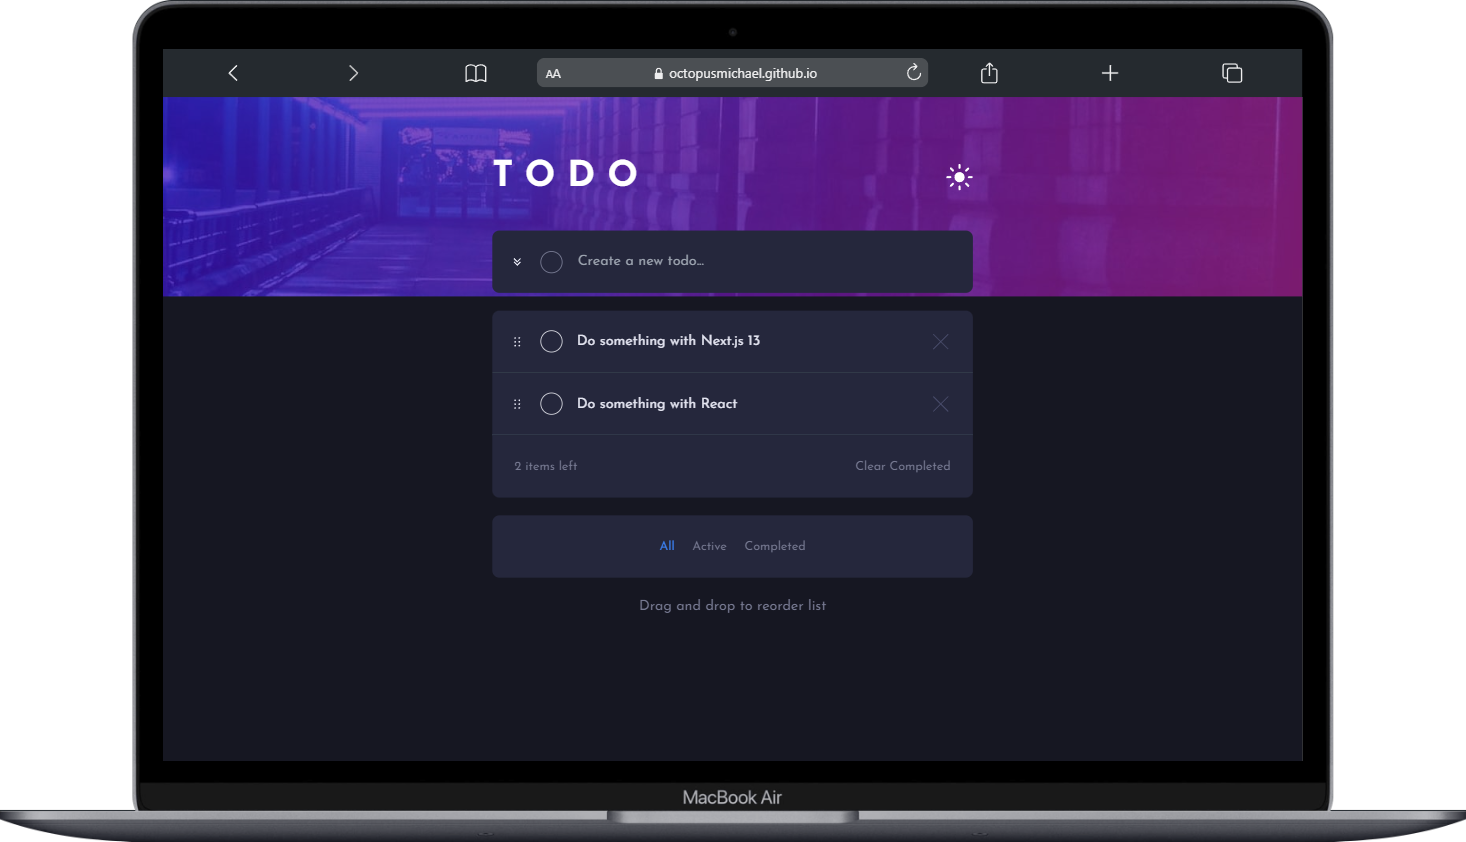 AA octopusmichael.github.io
TODO
Create a new todo...
Do something with Next.js 13
Do something with React
2 items left Clear Completed
All Active Completed
Drag and drop to reorder list
MacBook Air